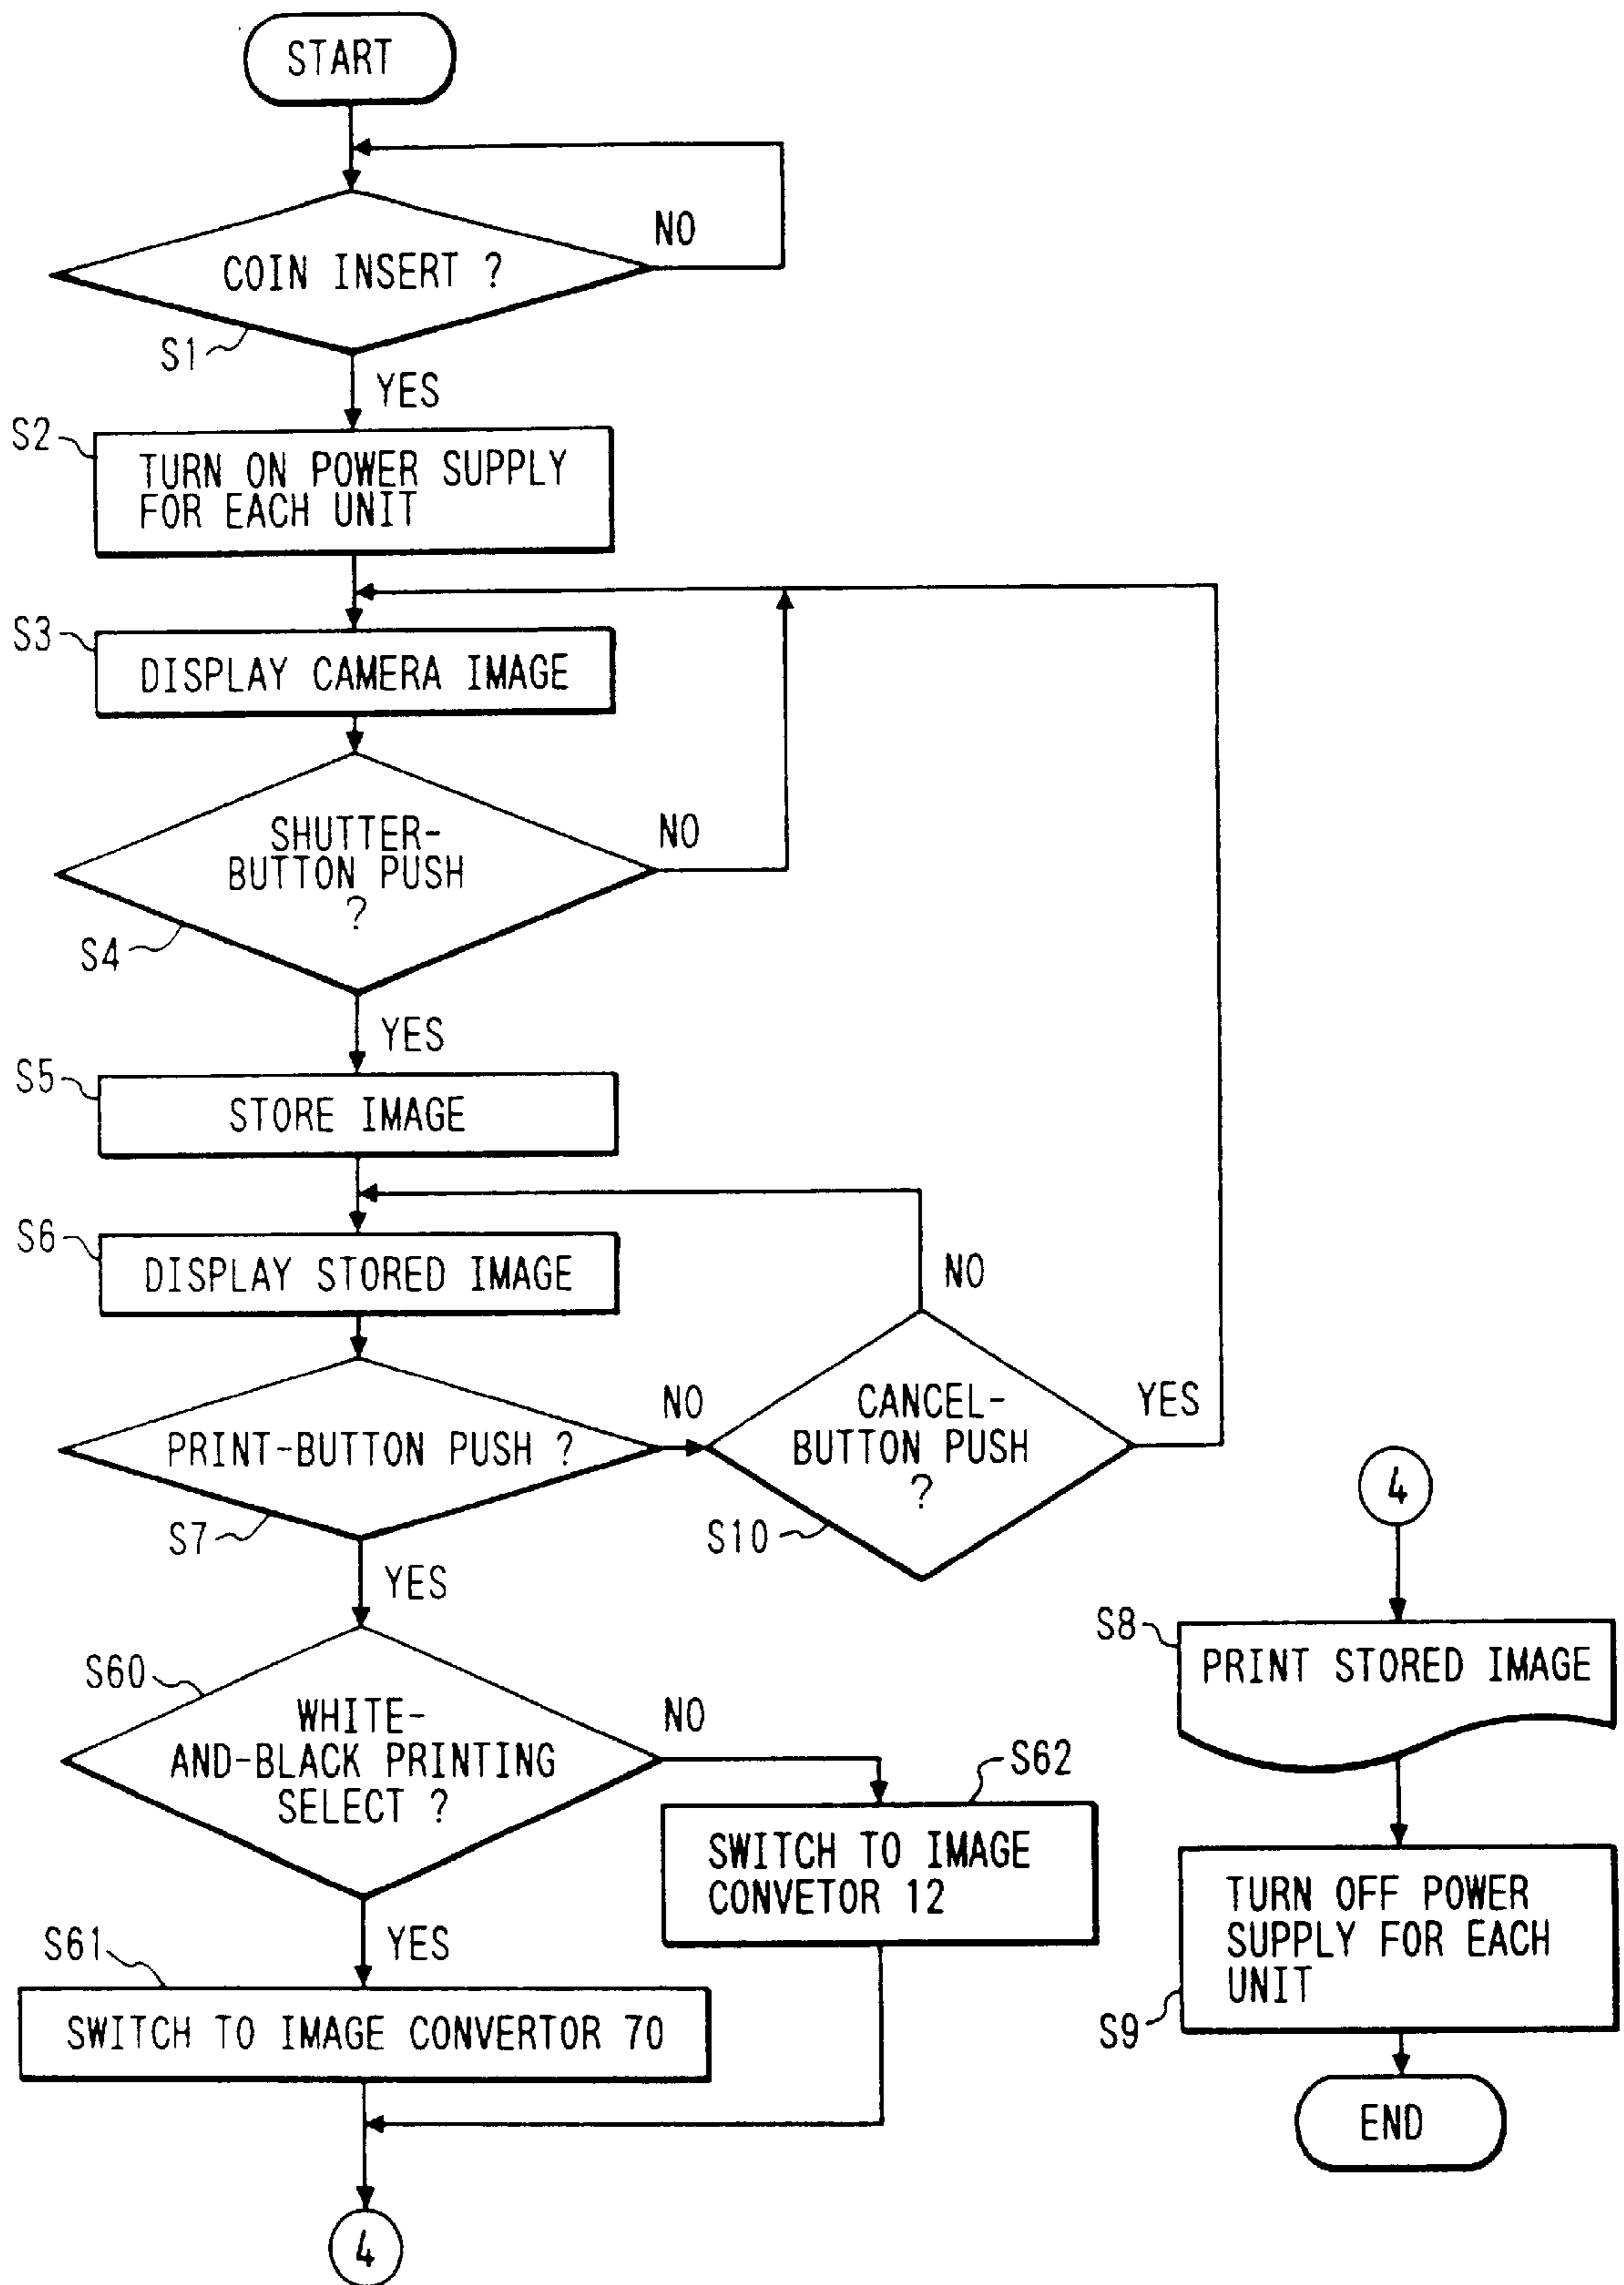 START
NO
COIN INSERT ?
S1
YES
S2
TURN ON POWER SUPPLY
FOR EACH UNIT
S3
DISPLAY CAMERA IMAGE
SHUTTER-
BUTTON PUSH
?
NO
S4
YES
S5
STORE IMAGE
S6
DISPLAY STORED IMAGE
NO
PRINT-BUTTON PUSH ?
NO
S7
CANCEL-
BUTTON PUSH
?
YES
S10
YES
S60
WHITE-
AND-BLACK PRINTING
SELECT ?
NO
S62
SWITCH TO IMAGE
CONVETOR 12
YES
S61
SWITCH TO IMAGE CONVERTOR 70
4
4
S8
PRINT STORED IMAGE
TURN OFF POWER
SUPPLY FOR EACH
UNIT
S9
END